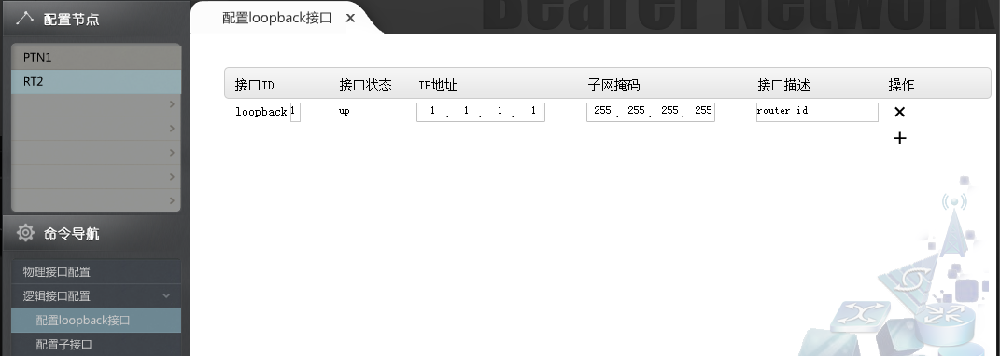 配置节点
PTN1
RT2
命令导航
物理接口配置
逻辑接口配置
配置loopback接口
配置子接口
Bearer Network
配置loopback接口 ×
接口ID 接口状态 IP地址 子网掩码 接口描述 操作
loopback 1 up 1 . 1 . 1 . 1 255 . 255 . 255 . 255 router id ×
+